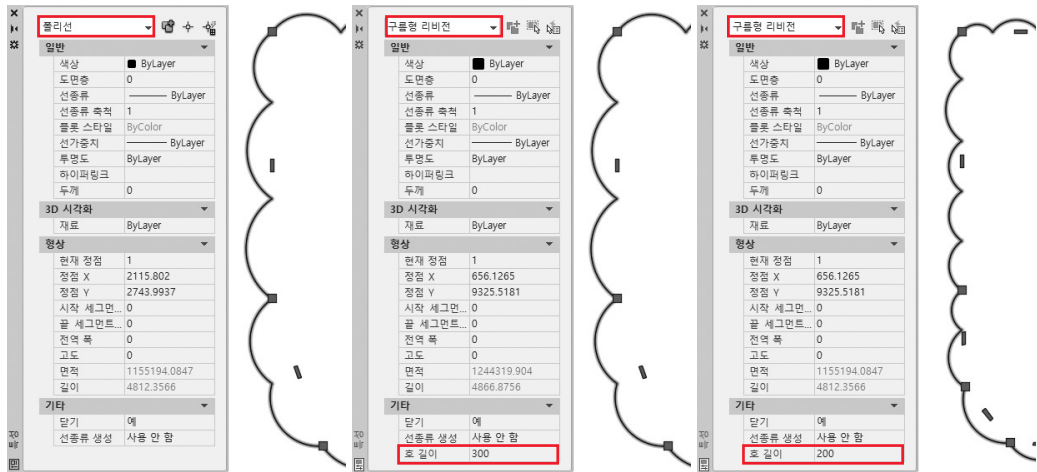 폴리선
일반
색상 ByLayer
도면층 0
선종류 ByLayer
선종류 축척 1
플롯 스타일 ByColor
선가중치 ByLayer
투명도 ByLayer
하이퍼링크
두께 0
3D 시각화
재료 ByLayer
형상
현재 정점 1
정점 X 2115.802
정점 Y 2743.9937
시작 세그먼... 0
끝 세그먼트... 0
전역 폭 0
고도 0
면적 1155194.0847
길이 4812.3566
기타
닫기 예
선종류 생성 사용 안 함
구름형 리비전
일반
색상 ByLayer
도면층 0
선종류 ByLayer
선종류 축척 1
플롯 스타일 ByColor
선가중치 ByLayer
투명도 ByLayer
하이퍼링크
두께 0
3D 시각화
재료 ByLayer
형상
현재 정점 1
정점 X 656.1265
정점 Y 9325.5181
시작 세그먼... 0
끝 세그먼트... 0
전역 폭 0
고도 0
면적 1244319.904
길이 4866.8756
기타
닫기 예
선종류 생성 사용 안 함
호 길이 300
구름형 리비전
일반
색상 ByLayer
도면층 0
선종류 ByLayer
선종류 축척 1
플롯 스타일 ByColor
선가중치 ByLayer
투명도 ByLayer
하이퍼링크
두께 0
3D 시각화
재료 ByLayer
형상
현재 정점 1
정점 X 656.1265
정점 Y 9325.5181
시작 세그먼... 0
끝 세그먼트... 0
전역 폭 0
고도 0
면적 1155194.0847
길이 4812.3566
기타
닫기 예
선종류 생성 사용 안 함
호 길이 200